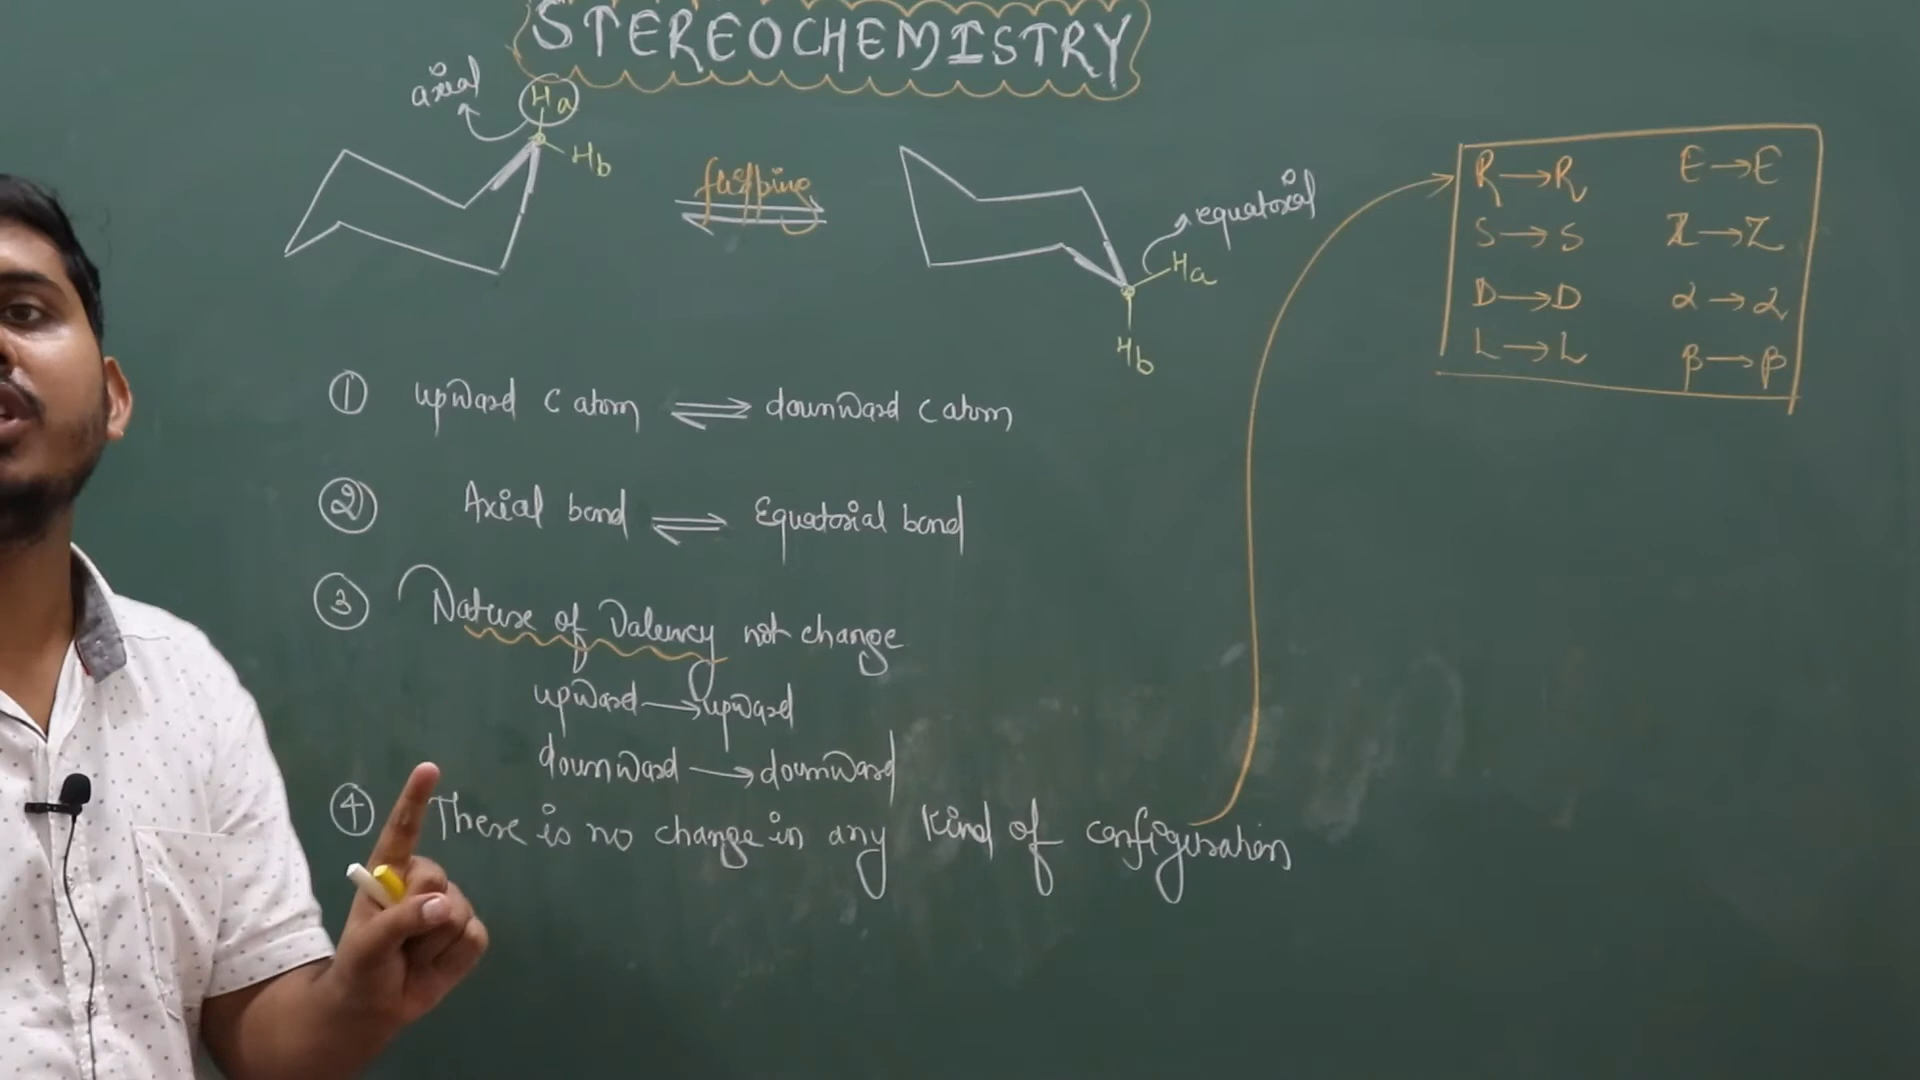 STEREOCHEMISTRY
axial
Ha
Hb
flipping
equatorial
Ha
Hb
R→R E→E
S→S Z→Z
D→D α→α
L→L β→β
① upward C atom ⇌ downward C atom
② Axial bond ⇌ Equatorial bond
③ Nature of Valency not change
upward→upward
downward→downward
④ There is no change in any kind of configuration